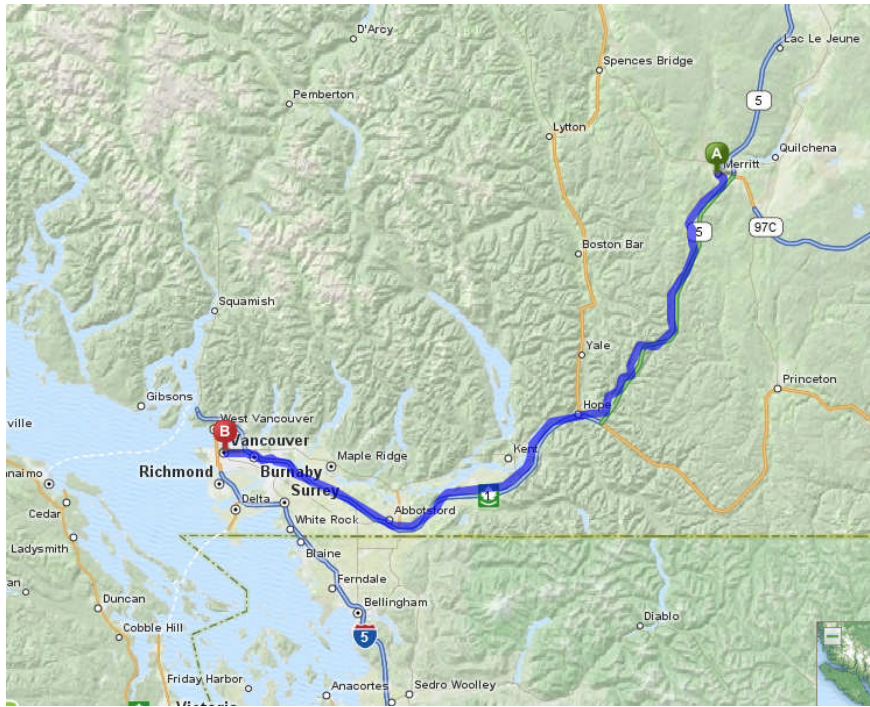 D'Arcy
Lac Le Jeune
Spences Bridge
Pemberton
5
Lytton
A
Merritt
Quilchena
5
97C
Boston Bar
Squamish
Yale
Princeton
Gibsons
West Vancouver
Hope
ville
B
Vancouver
Kent
Burnaby
Maple Ridge
Richmond
naimo
Surrey
1
Delta
Cedar
Abbotsford
White Rock
Ladysmith
Blaine
an
Ferndale
Duncan
Bellingham
Diablo
Cobble Hill
5
Friday Harbor
Anacortes
Sedro Woolley
Victoria